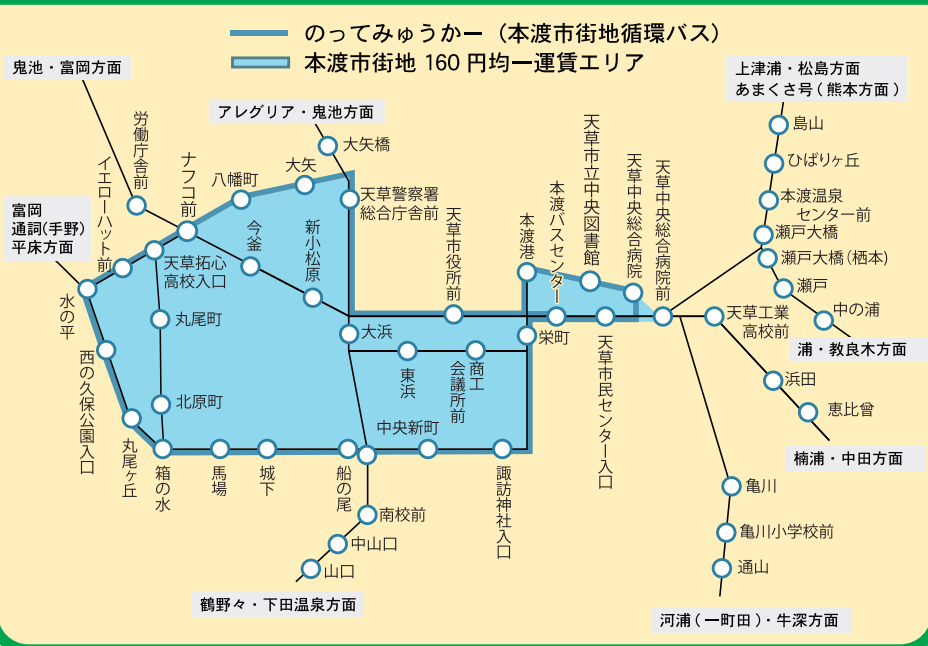 のってみゅうかー（本渡市街地循環バス）
本渡市街地 160 円均一運賃エリア
鬼池・富岡方面
アレグリア・鬼池方面
上津浦・松島方面
あまくさ号（熊本方面）
富岡
通詞(手野)
平床方面
労働庁舎前
イエローハット前
ナフコ前
八幡町
大矢
大矢橋
天草警察署
総合庁舎前
今釜
新小松原
天草拓心
高校入口
水の平
丸尾町
西の久保公園入口
北原町
丸尾ヶ丘
箱の水
馬場
城下
船の尾
中央新町
諏訪神社入口
大浜
東浜
商工
会議所前
天草市役所前
本渡港
本渡バスセンター
天草市立中央図書館
天草中央総合病院
天草中央総合病院前
栄町
天草市民センター入口
島山
ひばりヶ丘
本渡温泉
センター前
瀬戸大橋
瀬戸大橋（栖本）
瀬戸
中の浦
浦・教良木方面
天草工業
高校前
浜田
恵比曽
楠浦・中田方面
亀川
亀川小学校前
通山
河浦（一町田）・牛深方面
南校前
中山口
山口
鶴野々・下田温泉方面